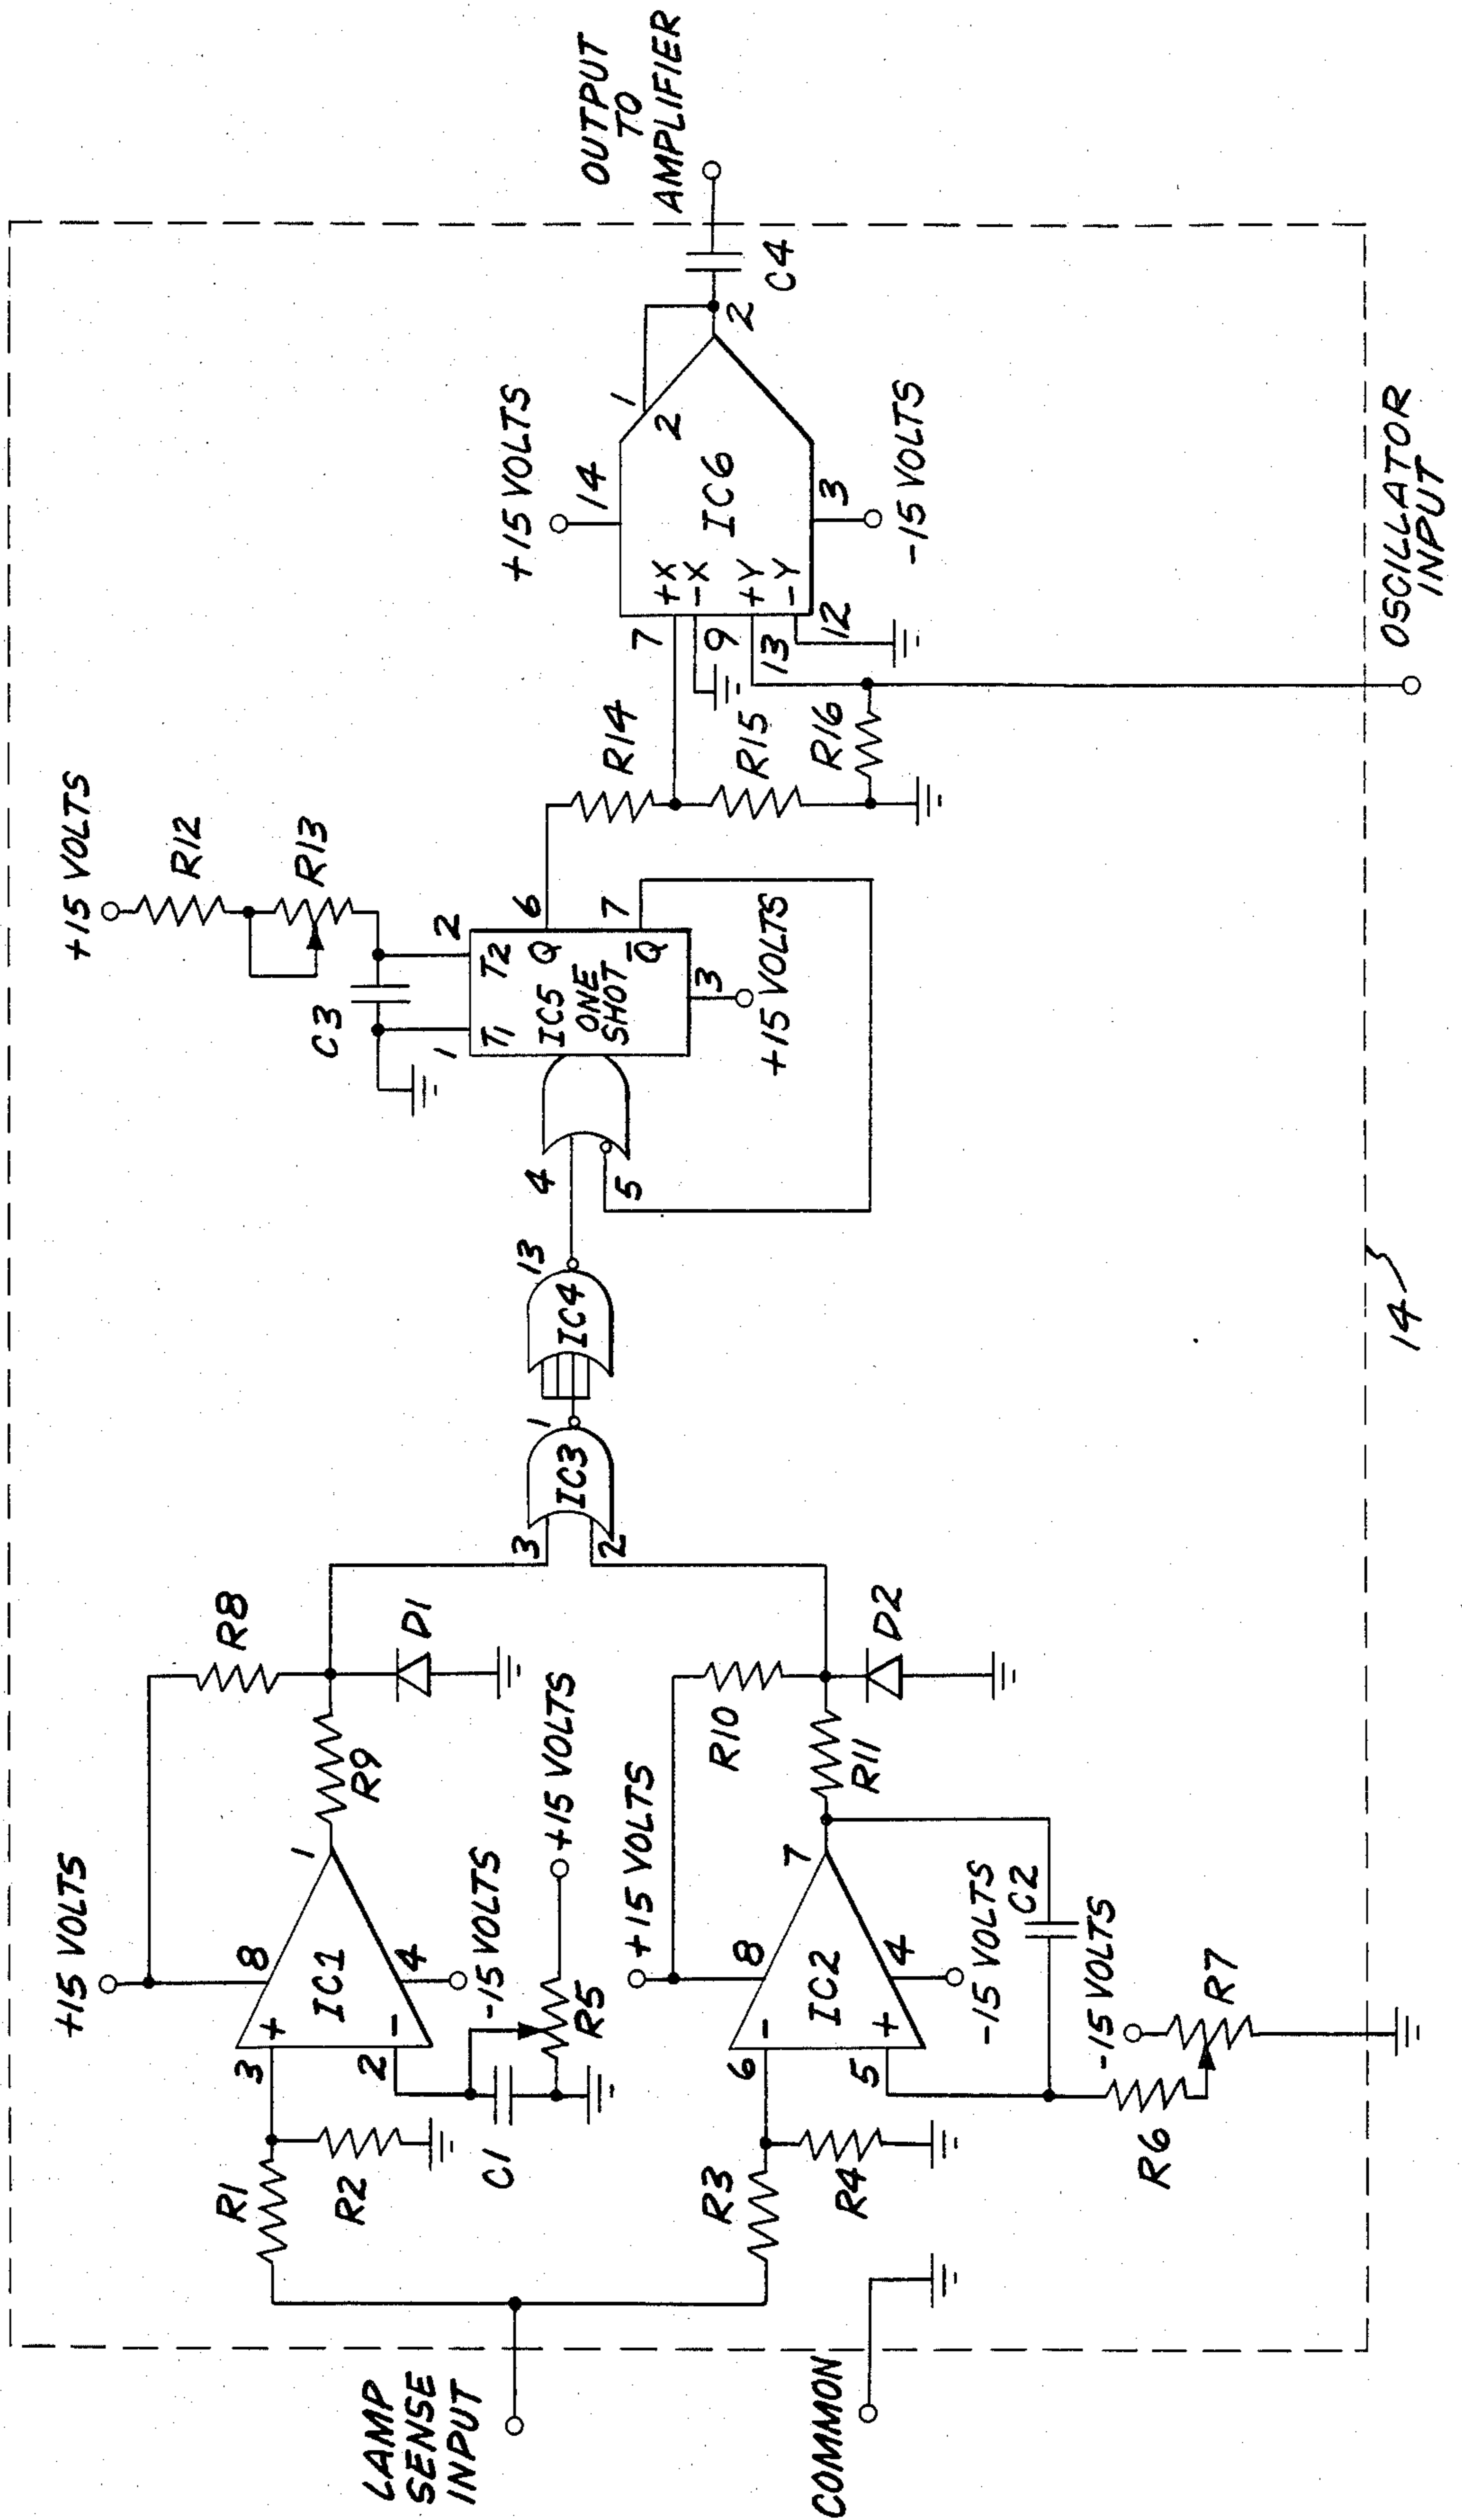 LAMP
SENSE
INPUT
COMMON
R1
R2
R3
R4
3
2
6
5
+
-
-
+
IC1
IC2
8
4
8
4
1
7
+15 VOLTS
-15 VOLTS
C1
R5
+15 VOLTS
+15 VOLTS
-15 VOLTS
C2
-15 VOLTS
R6
R7
R8
R9
D1
R10
R11
D2
3
2
IC3
1
IC4
13
4
5
+15 VOLTS
R12
R13
C3
1
2
T1
T2
IC5
ONE
SHOT
Q
Q̅
6
7
3
+15 VOLTS
R14
R15
R16
7
9
13
12
+X
-X
+Y
-Y
IC6
+15 VOLTS
14
1
2
2
3
-15 VOLTS
C4
OUTPUT
TO
AMPLIFIER
OSCILLATOR
INPUT
14